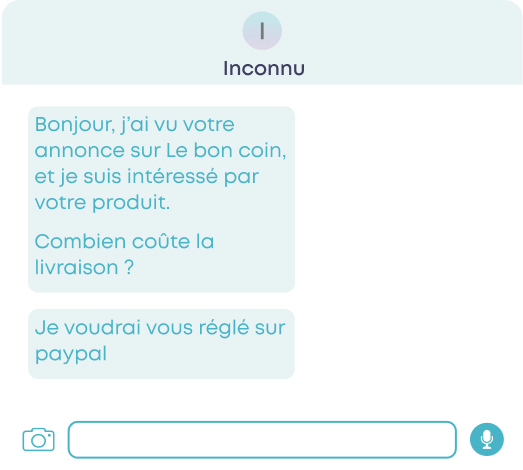 I
Inconnu
Bonjour, j'ai vu votre
annonce sur Le bon coin,
et je suis intéressé par
votre produit.
Combien coûte la
livraison ?
Je voudrai vous réglé sur
paypal